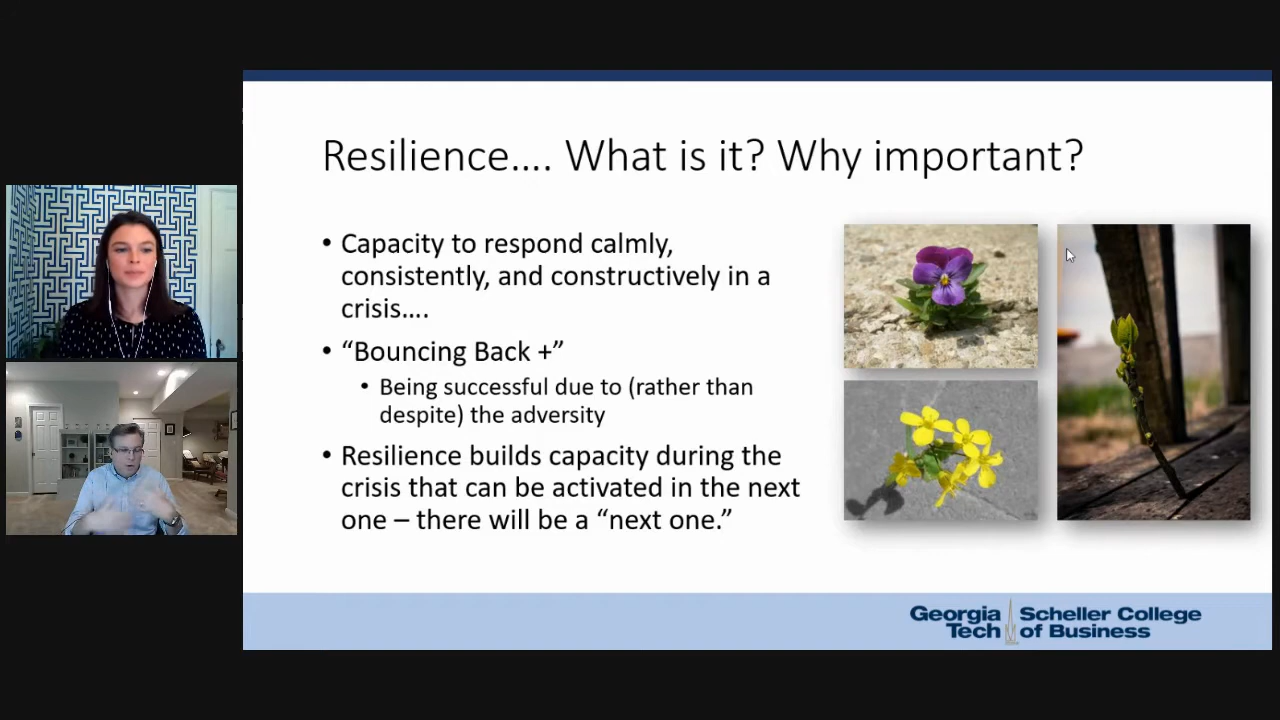 Resilience.... What is it? Why important?
• Capacity to respond calmly,
consistently, and constructively in a
crisis....
• “Bouncing Back +”
• Being successful due to (rather than
despite) the adversity
• Resilience builds capacity during the
crisis that can be activated in the next
one – there will be a “next one.”
Georgia Tech
Scheller College of Business